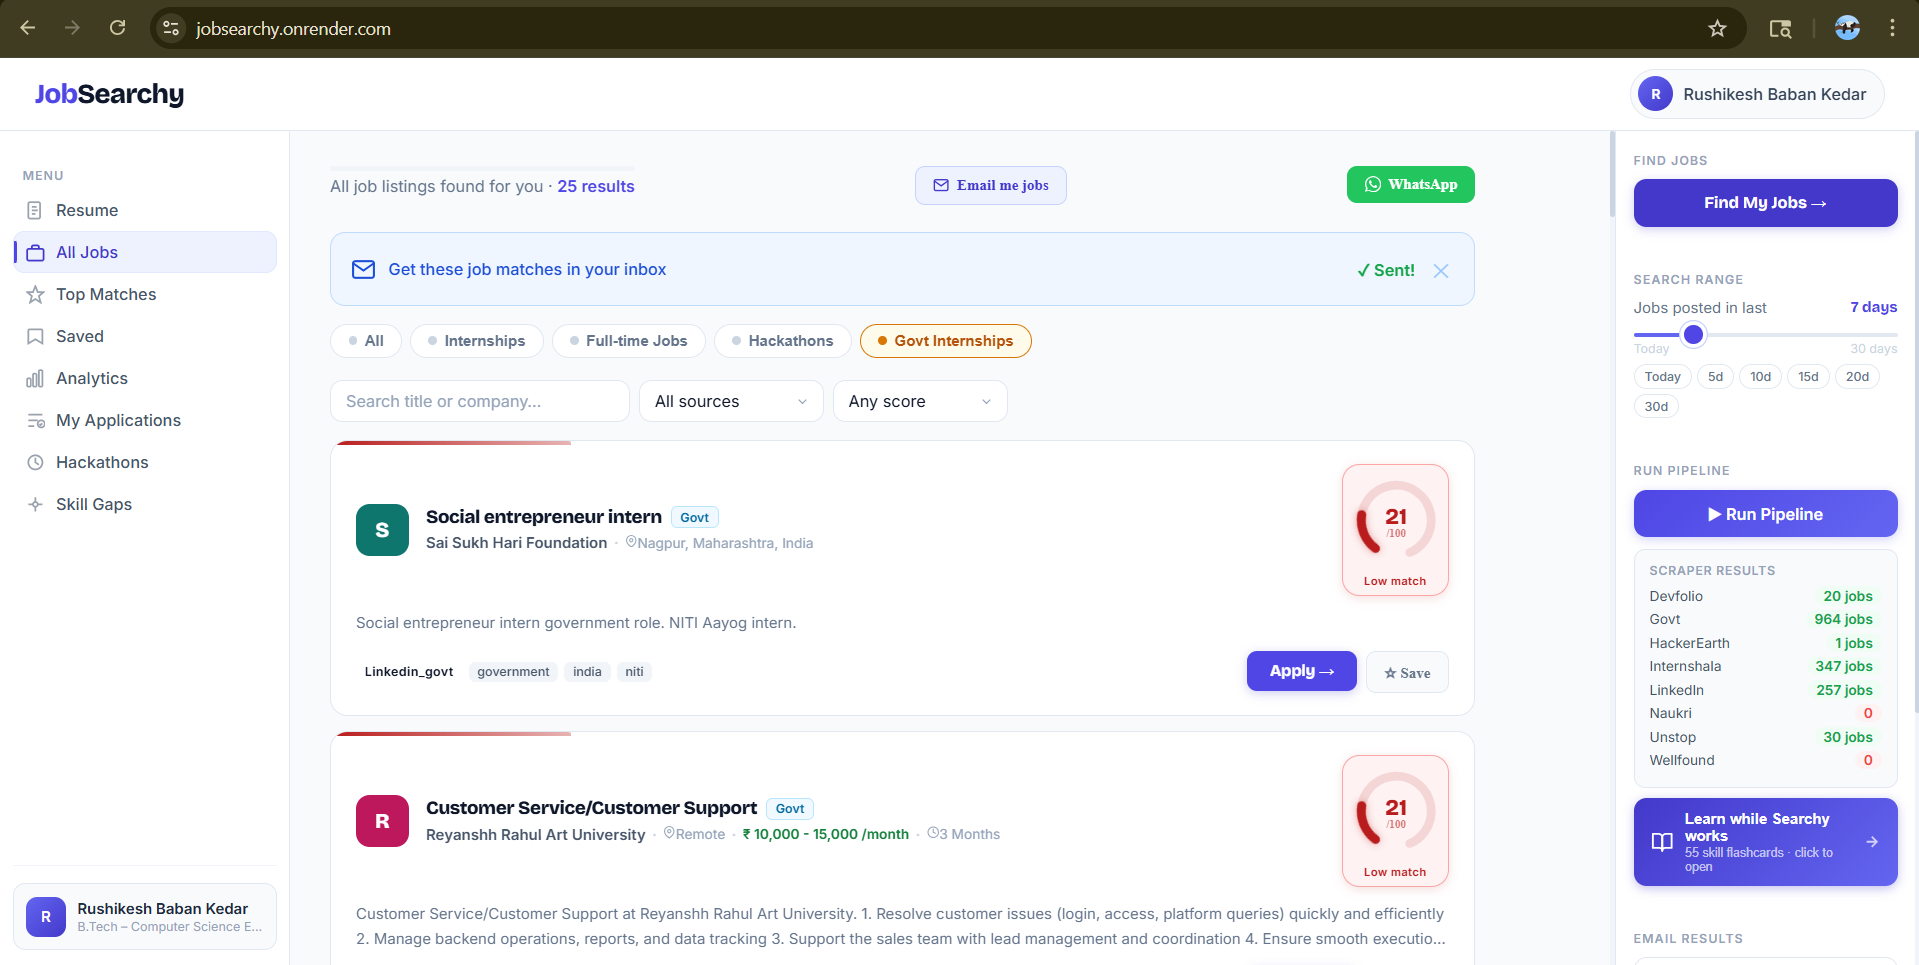 jobsearchy.onrender.com
JobSearchy
R
Rushikesh Baban Kedar
MENU
Resume
All Jobs
Top Matches
Saved
Analytics
My Applications
Hackathons
Skill Gaps
R
Rushikesh Baban Kedar
B.Tech – Computer Science E...
All job listings found for you · 25 results
Email me jobs
WhatsApp
Get these job matches in your inbox
✓ Sent!
All
Internships
Full-time Jobs
Hackathons
Govt Internships
Search title or company...
All sources
Any score
S
Social entrepreneur intern
Govt
Sai Sukh Hari Foundation · Nagpur, Maharashtra, India
21
/100
Low match
Social entrepreneur intern government role. NITI Aayog intern.
Linkedin_govt
government
india
niti
Apply →
☆ Save
R
Customer Service/Customer Support
Govt
Reyanshh Rahul Art University · Remote · ₹ 10,000 - 15,000 /month · 3 Months
21
/100
Low match
Customer Service/Customer Support at Reyanshh Rahul Art University. 1. Resolve customer issues (login, access, platform queries) quickly and efficiently
2. Manage backend operations, reports, and data tracking 3. Support the sales team with lead management and coordination 4. Ensure smooth executio...
FIND JOBS
Find My Jobs →
SEARCH RANGE
Jobs posted in last
7 days
Today
30 days
Today
5d
10d
15d
20d
30d
RUN PIPELINE
▶ Run Pipeline
SCRAPER RESULTS
Devfolio 20 jobs
Govt 964 jobs
HackerEarth 1 jobs
Internshala 347 jobs
LinkedIn 257 jobs
Naukri 0
Unstop 30 jobs
Wellfound 0
Learn while Searchy
works
55 skill flashcards · click to
open
→
EMAIL RESULTS